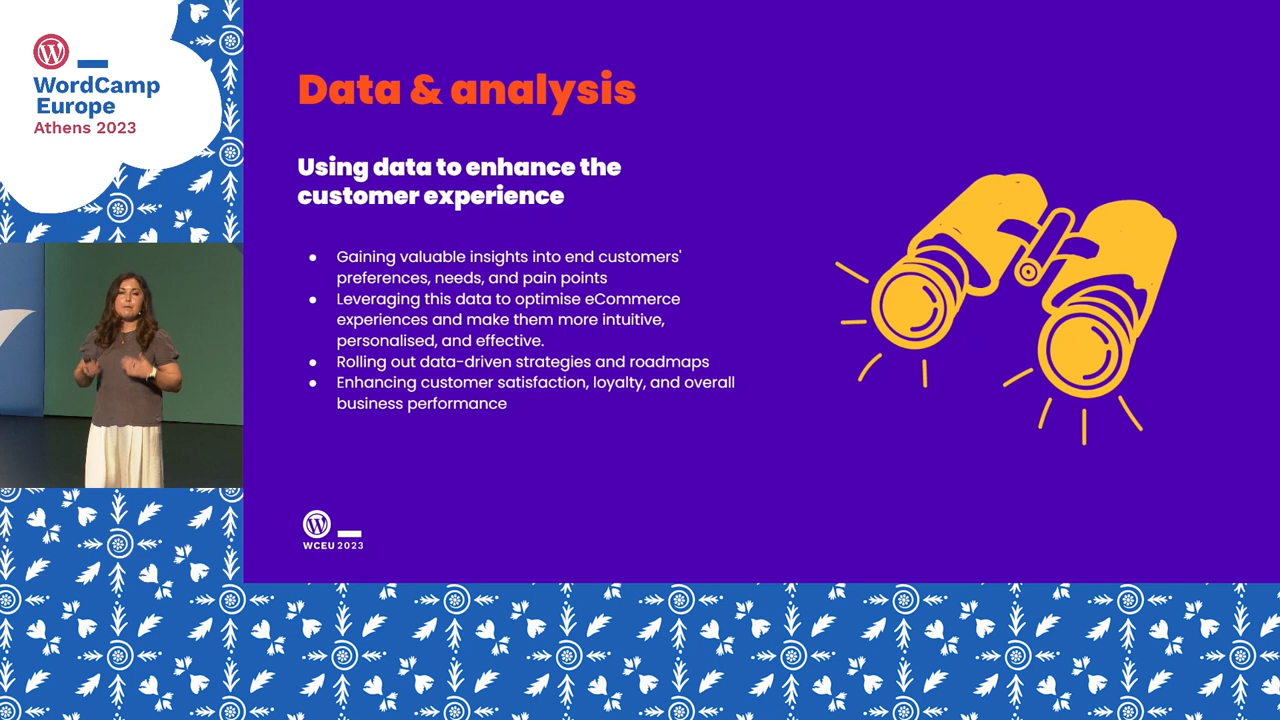 WordCamp
Europe
Athens 2023
Data & analysis
Using data to enhance the
customer experience
● Gaining valuable insights into end customers'
preferences, needs, and pain points
● Leveraging this data to optimise eCommerce
experiences and make them more intuitive,
personalised, and effective.
● Rolling out data-driven strategies and roadmaps
● Enhancing customer satisfaction, loyalty, and overall
business performance
WCEU 2023